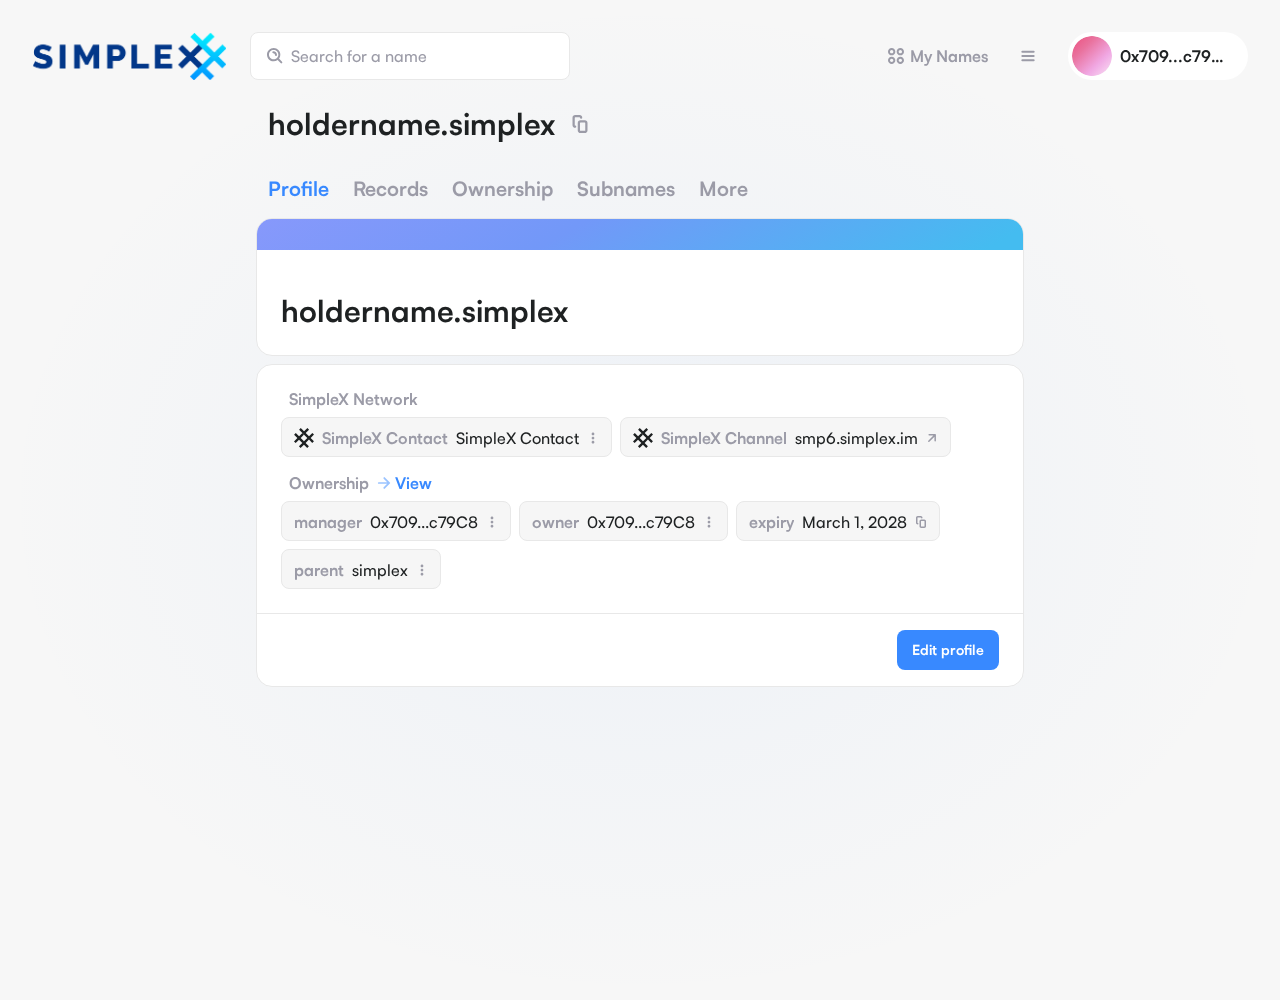 SIMPLEX
Search for a name
My Names
0x709...c79...
holdername.simplex
Profile Records Ownership Subnames More
holdername.simplex
SimpleX Network
SimpleX Contact SimpleX Contact
SimpleX Channel smp6.simplex.im
Ownership → View
manager 0x709...c79C8
owner 0x709...c79C8
expiry March 1, 2028
parent simplex
Edit profile